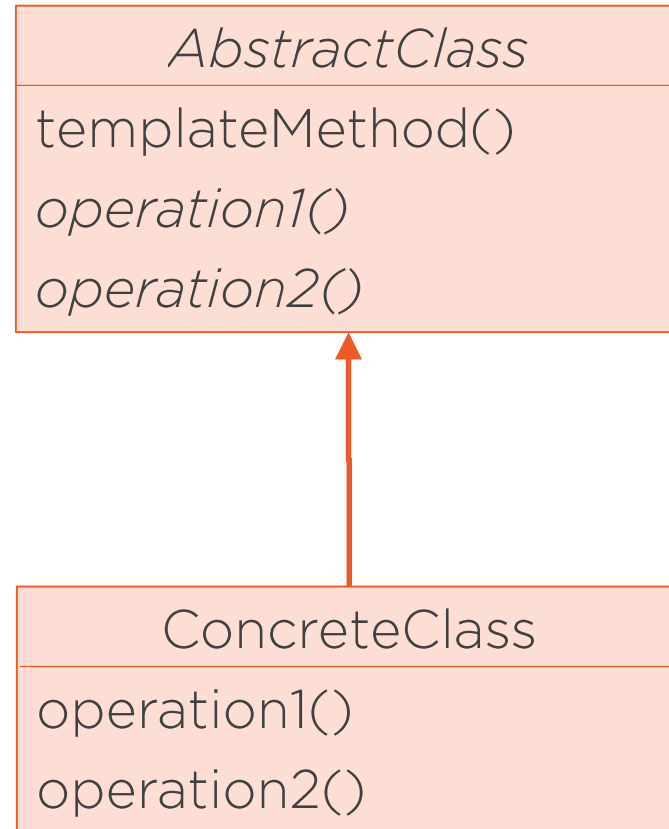 AbstractClass
templateMethod()
operation1()
operation2()
ConcreteClass
operation1()
operation2()